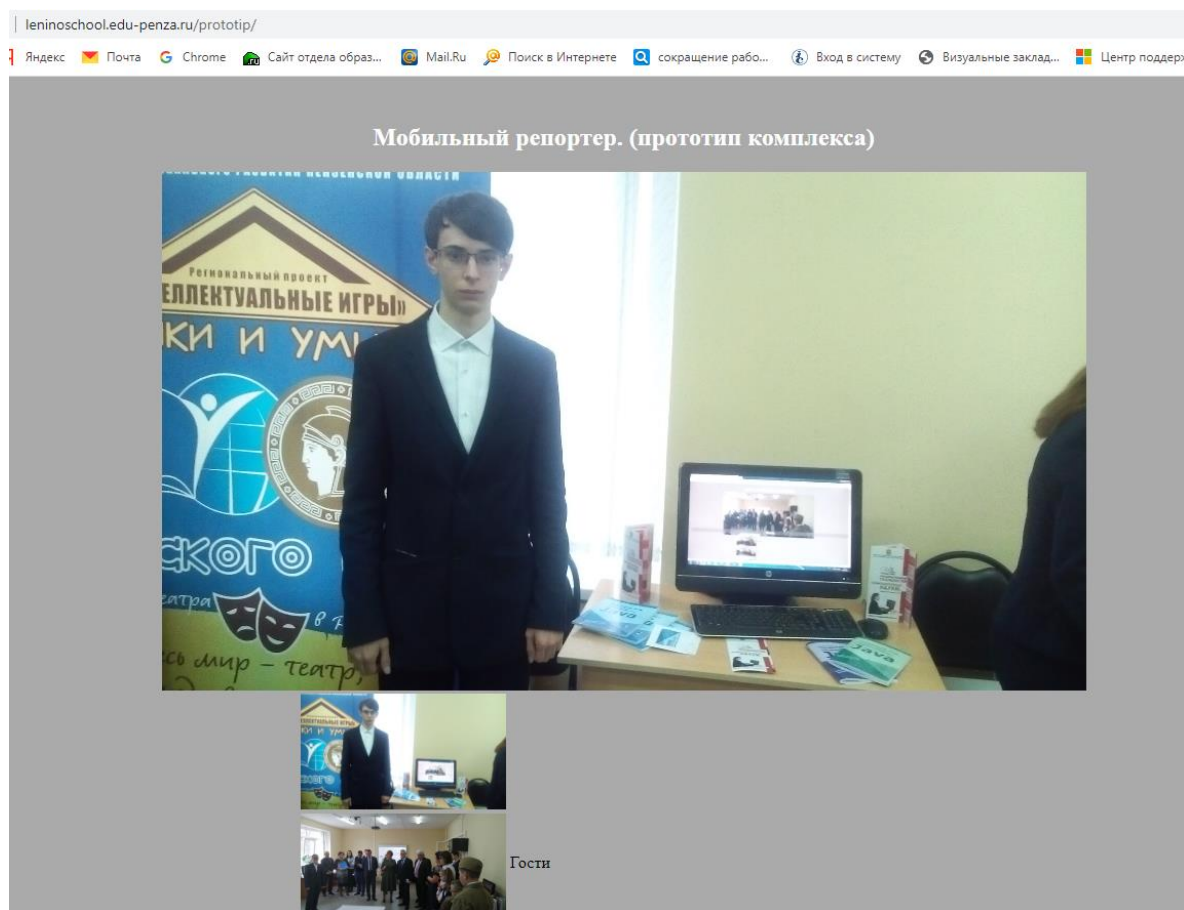 leninoschool.edu-penza.ru/prototip/
Яндекс Почта Chrome Сайт отдела образ... Mail.Ru Поиск в Интернете сокращение рабо... Вход в систему Визуальные заклад... Центр поддерж
Мобильный репортер. (прототип комплекса)
Региональный проект
ЕЛЛЕКТУАЛЬНЫЕ ИГРЫ»
КИ И УМ
СКОГО
еатра
в
сь мир – театр,
Java
Гости